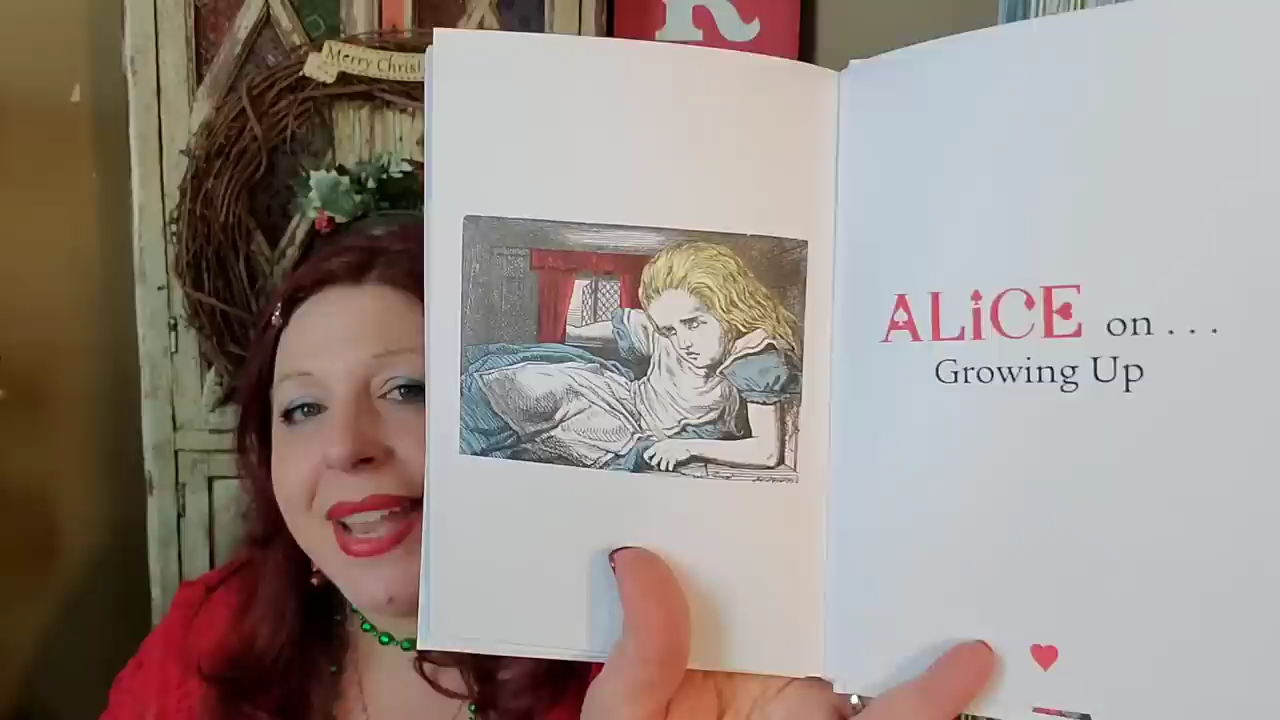 Merry Christ
R
ALiCE on . . .
Growing Up